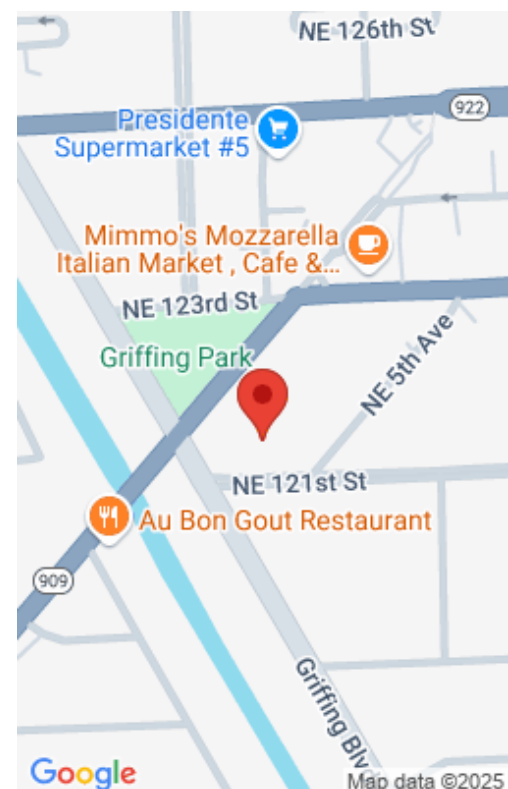 NE 126th St
922
Presidente
Supermarket #5
Mimmo's Mozzarella
Italian Market , Cafe &...
NE 123rd St
Griffing Park
NE 5th Ave
NE 121st St
Au Bon Gout Restaurant
909
Griffing Blv
Google
Map data ©2025